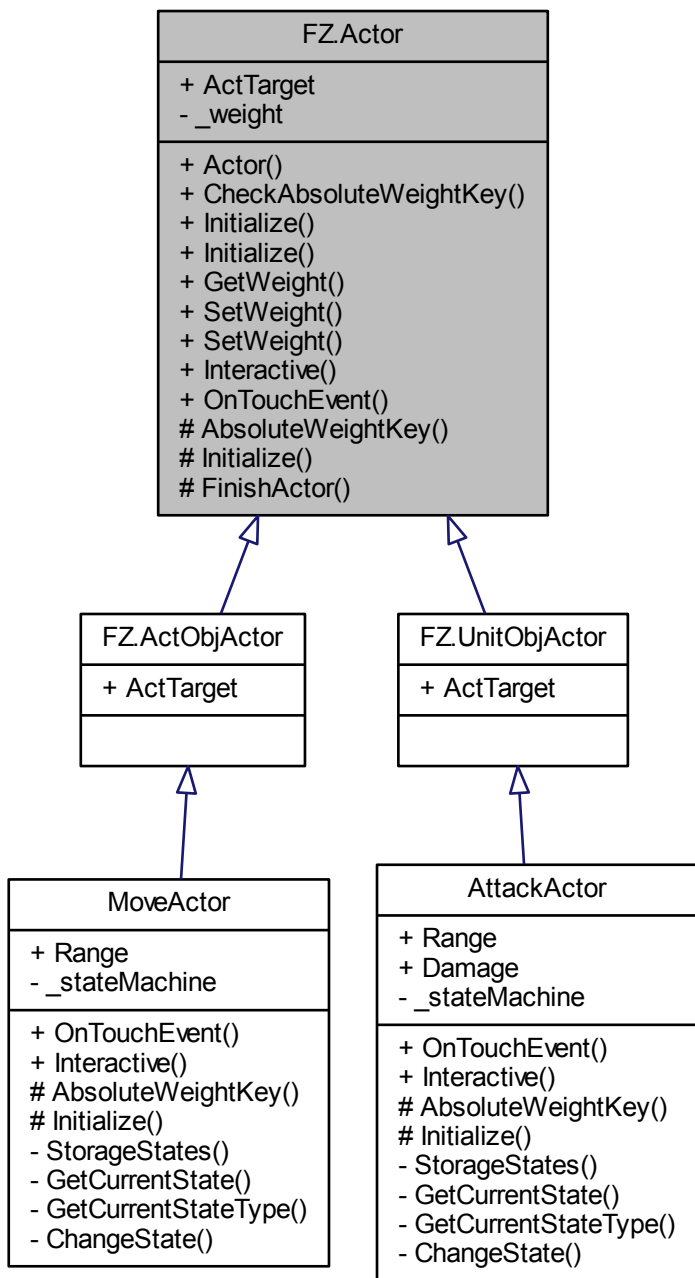 FZ.Actor
+ ActTarget
- _weight
+ Actor()
+ CheckAbsoluteWeightKey()
+ Initialize()
+ Initialize()
+ GetWeight()
+ SetWeight()
+ SetWeight()
+ Interactive()
+ OnTouchEvent()
# AbsoluteWeightKey()
# Initialize()
# FinishActor()
FZ.ActObjActor
+ ActTarget
FZ.UnitObjActor
+ ActTarget
MoveActor
+ Range
- _stateMachine
+ OnTouchEvent()
+ Interactive()
# AbsoluteWeightKey()
# Initialize()
- StorageStates()
- GetCurrentState()
- GetCurrentStateType()
- ChangeState()
AttackActor
+ Range
+ Damage
- _stateMachine
+ OnTouchEvent()
+ Interactive()
# AbsoluteWeightKey()
# Initialize()
- StorageStates()
- GetCurrentState()
- GetCurrentStateType()
- ChangeState()